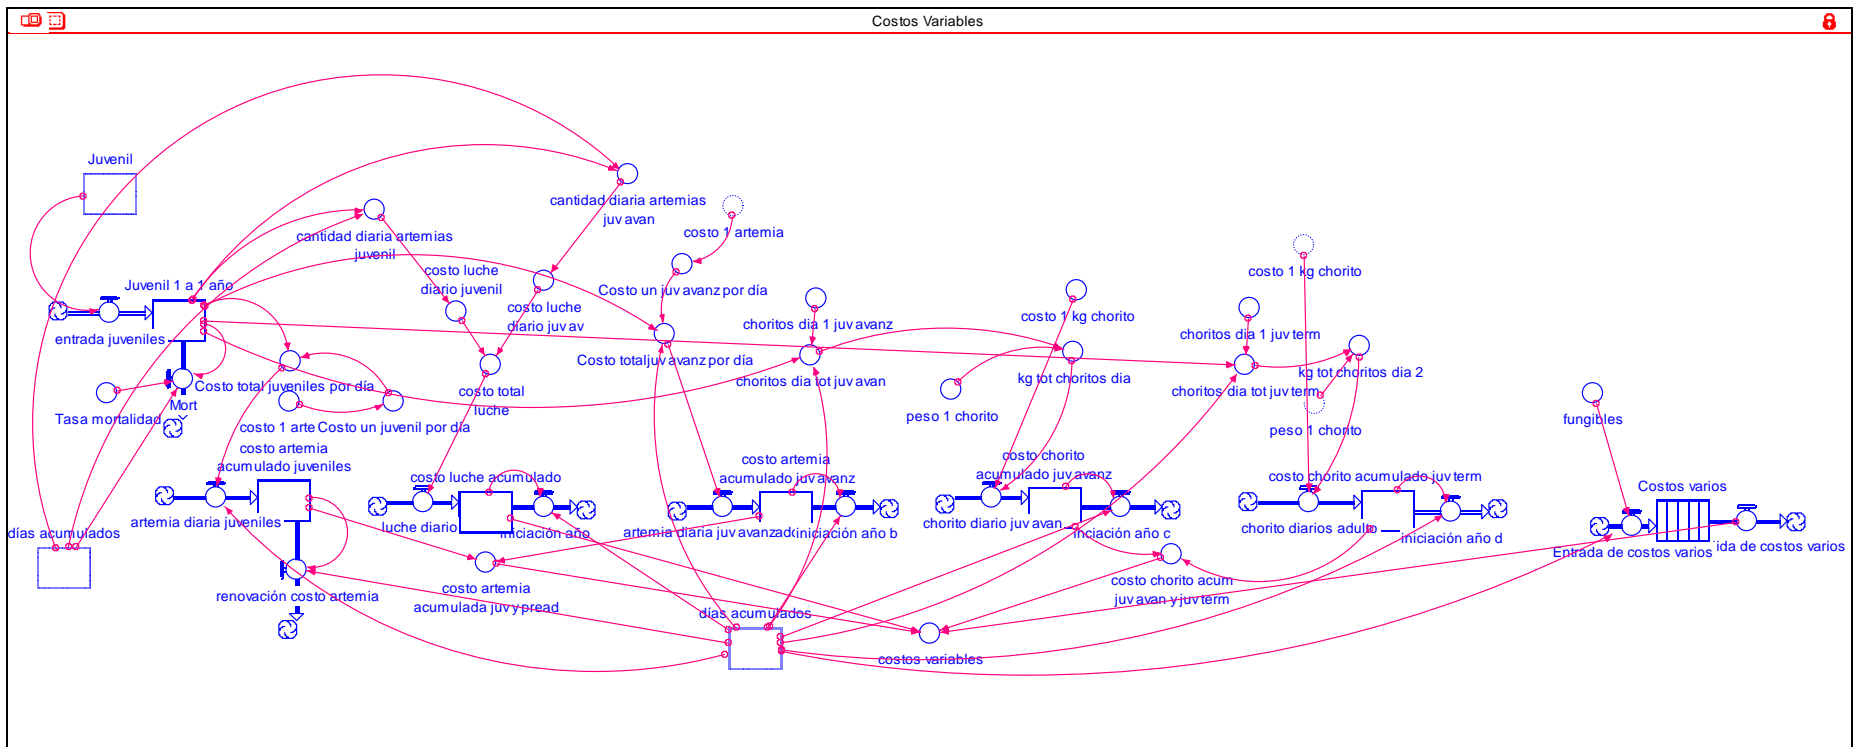 Costos Variables
Juvenil
cantidad diaria artemias
juv avan
costo 1 artemia
cantidad diaria artemias
juvenil
costo luche
diario juvenil
costo 1 kg chorito
Juvenil 1 a 1 año
Costo un juv avanz por día
costo luche
diario juv av
costo 1 kg chorito
choritos dia 1 juv avanz
choritos dia 1 juv term
entrada juveniles
Costo totaljuv avanz por día
choritos dia tot juv avan
kg tot choritos dia
kg tot choritos dia 2
Costo total juveniles por día
costo total
luche
choritos dia tot juv term
Tasa mortalidad
Mort
peso 1 chorito
fungibles
costo 1 arte
Costo un juvenil por día
peso 1 chorito
costo artemia
acumulado juveniles
costo luche acumulado
costo artemia
acumulado juv avanz
costo chorito
acumulado juv avanz
costo chorito acumulado juv term
Costos varios
artemia diaria juveniles
luche diario
iniciación año
artemia diaria juv avanzado
iniciación año b
chorito diario juv avan
inciación año c
chorito diarios adulto
iniciación año d
Entrada de costos varios
ida de costos varios
días acumulados
renovación costo artemia
costo artemia
acumulada juv y pread
costo chorito acum
juv avan y juv term
días acumulados
costos variables